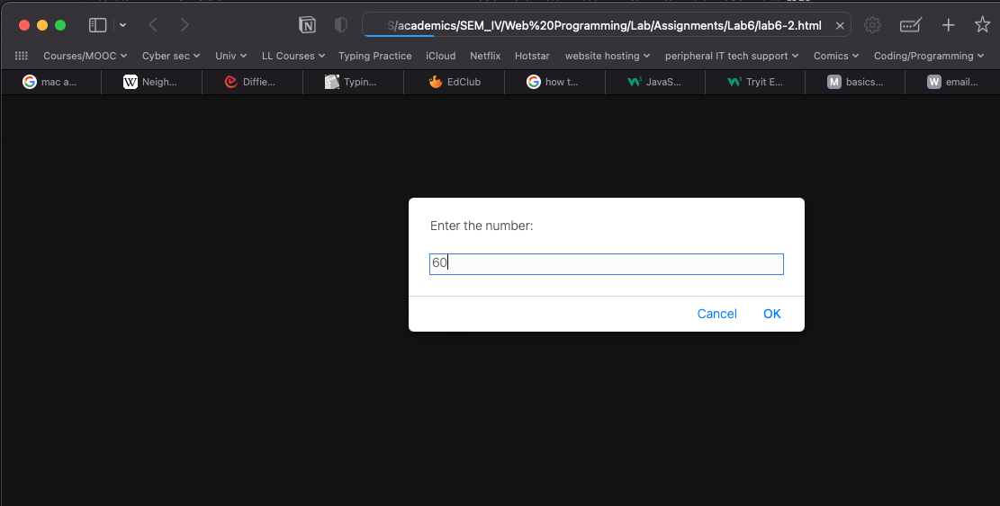 S/academics/SEM_IV/Web%20Programming/Lab/Assignments/Lab6/lab6-2.html
Courses/MOOC Cyber sec Univ LL Courses Typing Practice iCloud Netflix Hotstar website hosting peripheral IT tech support Comics Coding/Programming
mac a... Neigh... Diffie... Typin... EdClub how t... JavaS... Tryit E... M basics... W email...
Enter the number:
60
Cancel OK